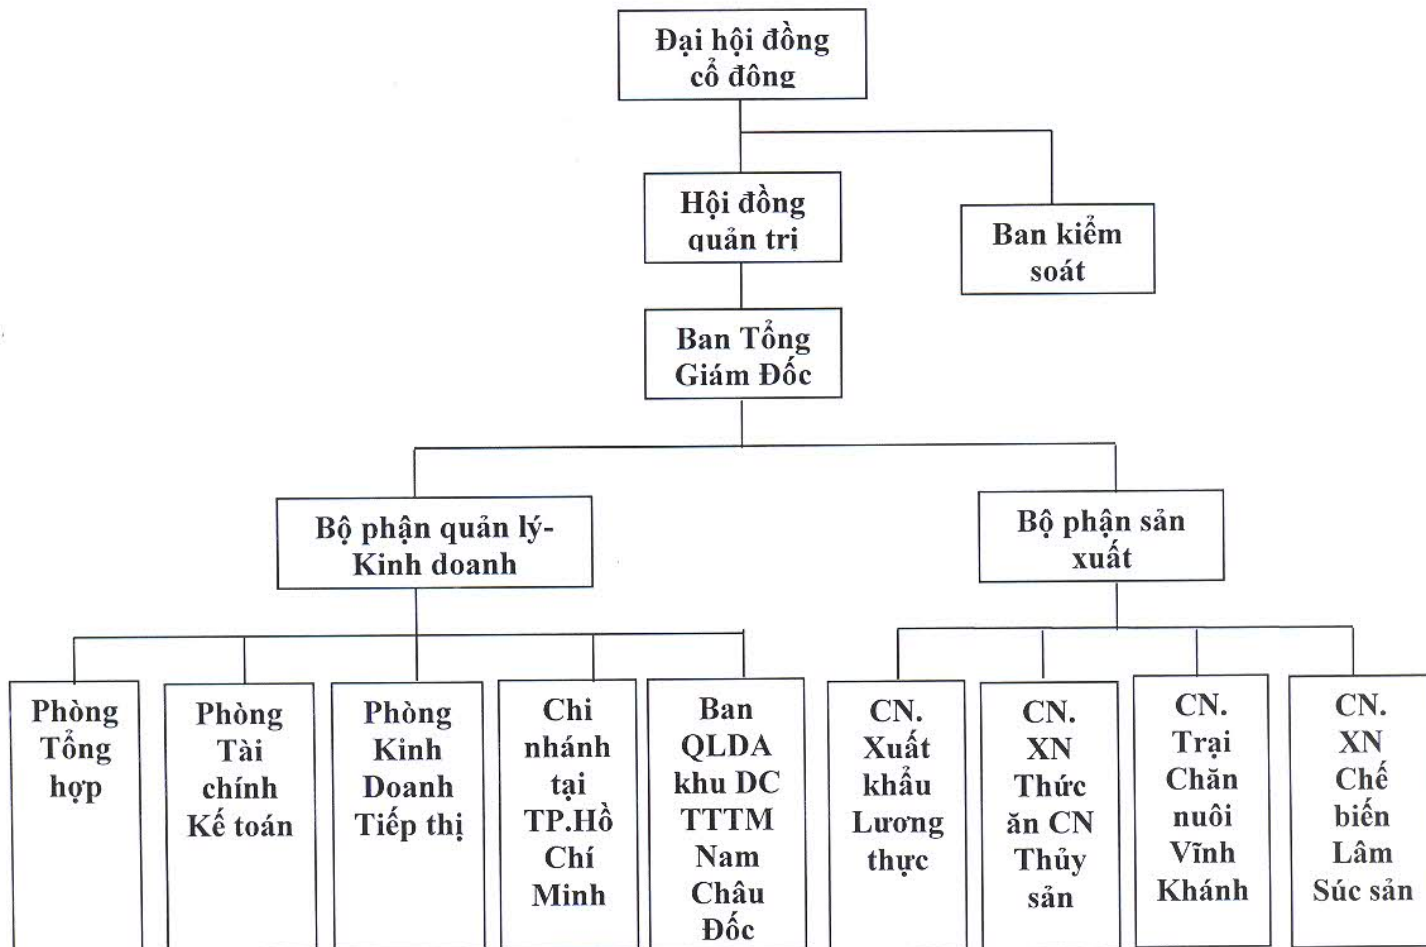 Đại hội đồng
cổ đông
Hội đồng
quản trị
Ban kiểm
soát
Ban Tổng
Giám Đốc
Bộ phận quản lý-
Kinh doanh
Bộ phận sản
xuất
Phòng
Tổng
hợp
Phòng
Tài
chính
Kế toán
Phòng
Kinh
Doanh
Tiếp thị
Chi
nhánh
tại
TP.Hồ
Chí
Minh
Ban
QLDA
khu DC
TTTM
Nam
Châu
Đốc
CN.
Xuất
khẩu
Lương
thực
CN.
XN
Thức
ăn CN
Thủy
sản
CN.
Trại
Chăn
nuôi
Vĩnh
Khánh
CN.
XN
Chế
biến
Lâm
Súc sản